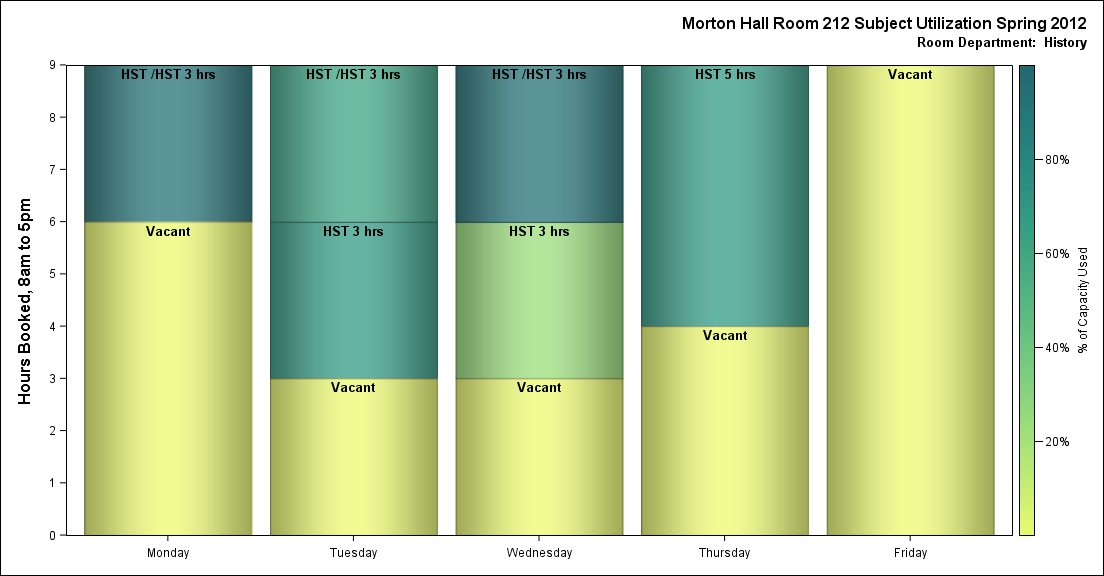 Morton Hall Room 212 Subject Utilization Spring 2012
Room Department: History
Hours Booked, 8am to 5pm
9
8
7
6
5
4
3
2
1
0
HST /HST 3 hrs
Vacant
HST /HST 3 hrs
HST 3 hrs
Vacant
HST /HST 3 hrs
HST 3 hrs
Vacant
HST 5 hrs
Vacant
Vacant
Monday
Tuesday
Wednesday
Thursday
Friday
80%
60%
40%
20%
% of Capacity Used